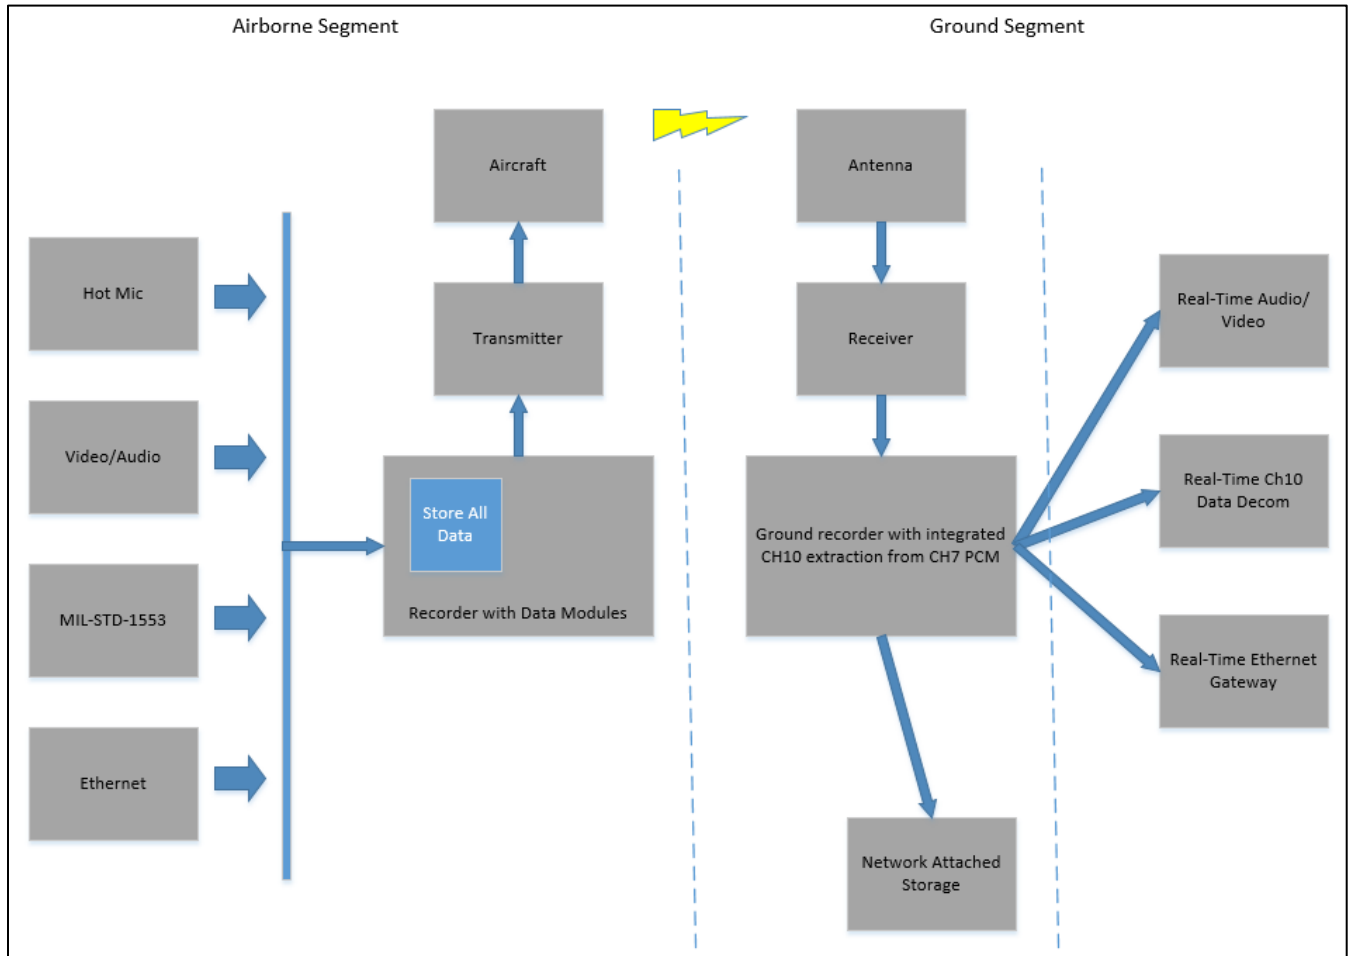 Airborne Segment
Ground Segment
Aircraft
Antenna
Hot Mic
Transmitter
Receiver
Real-Time Audio/
Video
Video/Audio
Store All
Data
Recorder with Data Modules
Ground recorder with integrated
CH10 extraction from CH7 PCM
Real-Time Ch10
Data Decom
MIL-STD-1553
Real-Time Ethernet
Gateway
Ethernet
Network Attached
Storage